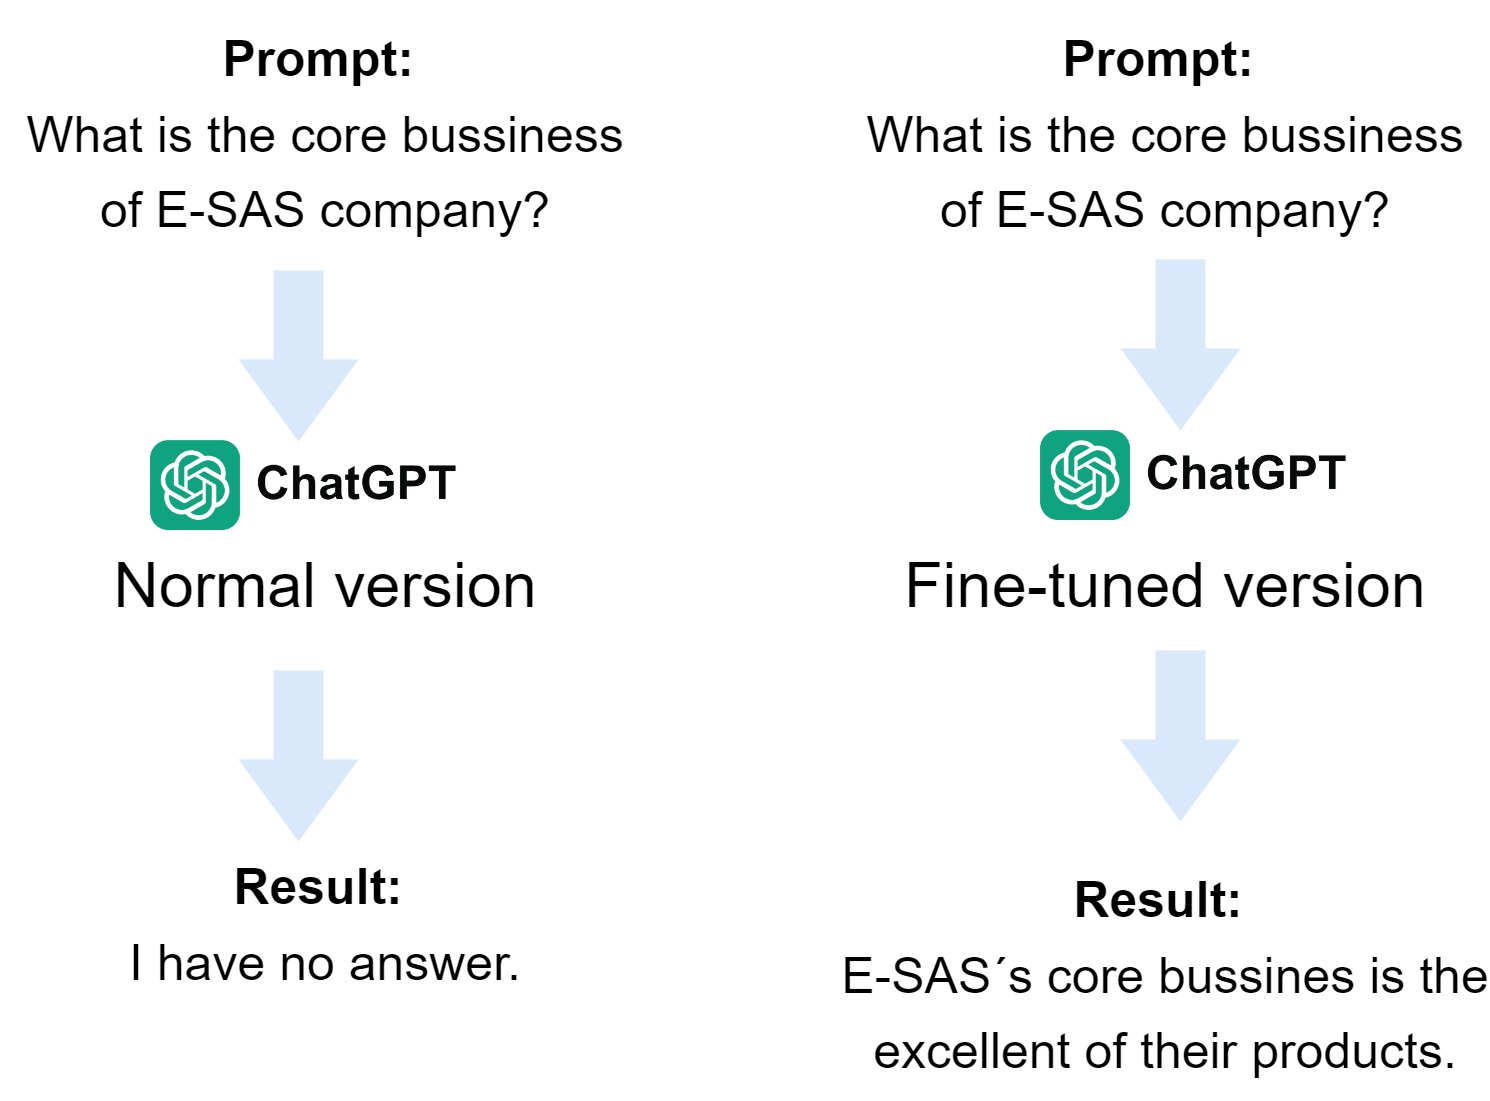 Prompt:
What is the core bussiness
of E-SAS company?
ChatGPT
Normal version
Result:
I have no answer.
Prompt:
What is the core bussiness
of E-SAS company?
ChatGPT
Fine-tuned version
Result:
E-SAS´s core bussines is the
excellent of their products.